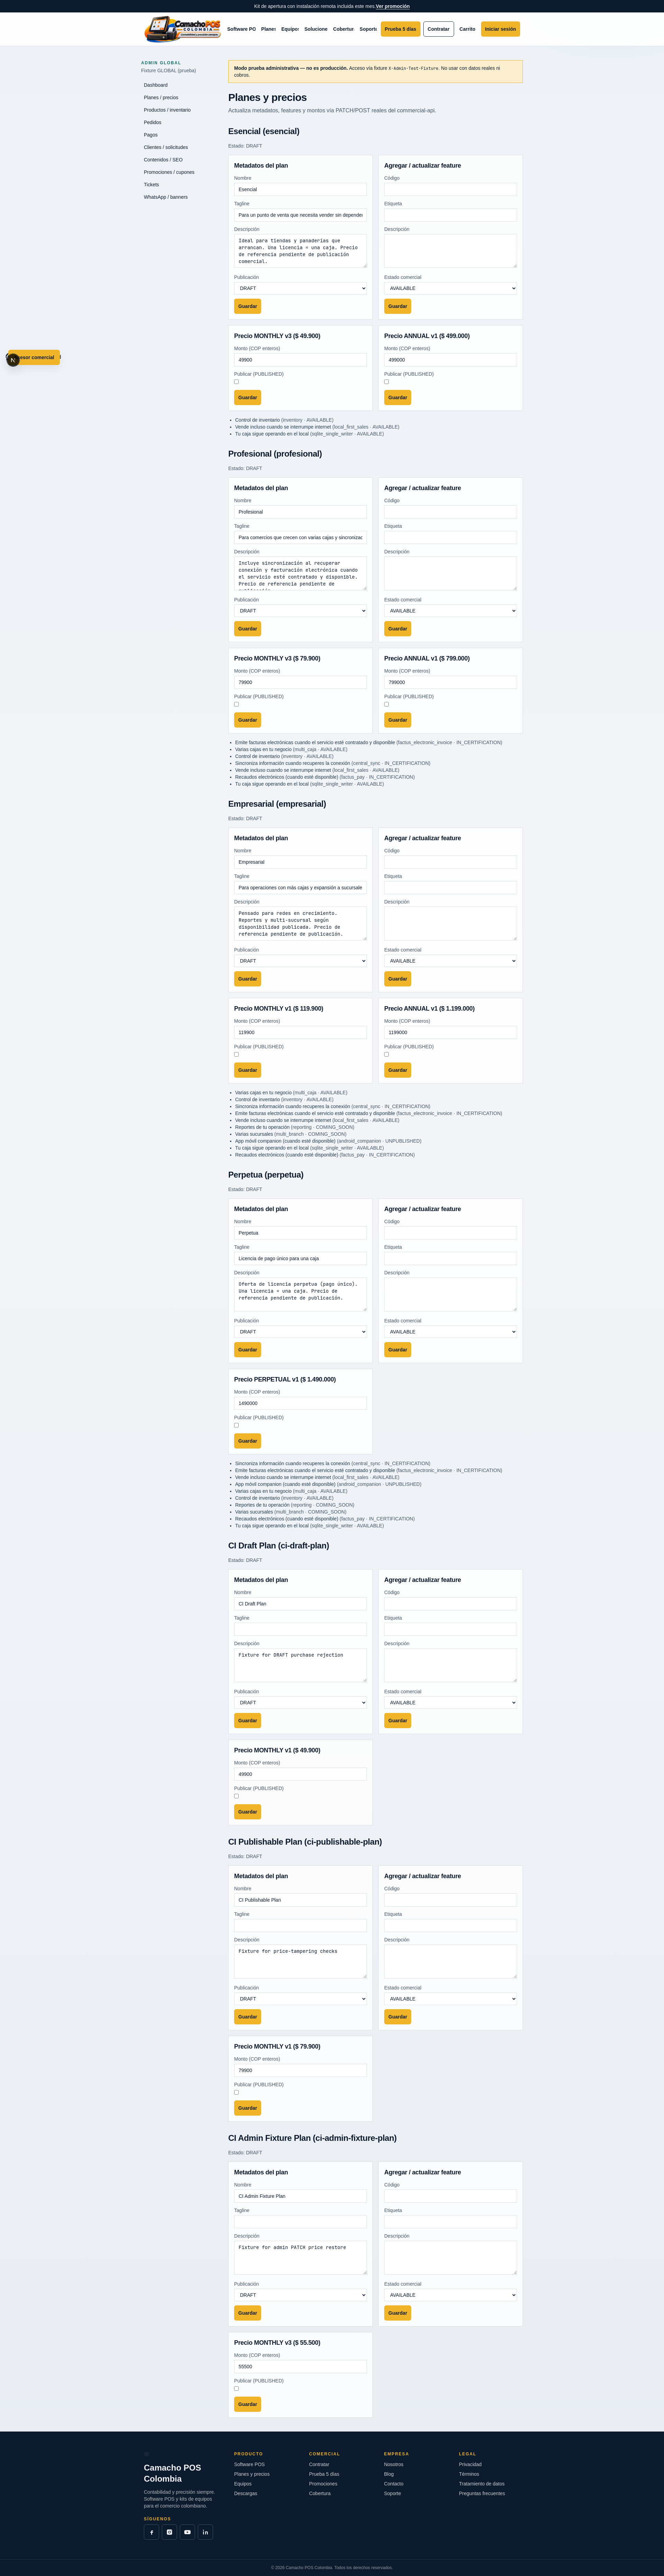 Kit de apertura con instalación remota incluida este mes.Ver promoción
Camacho POS
COLOMBIA
Software PO Planes Equipos Solucione Cobertur Soporte Prueba 5 días Contratar Carrito Iniciar sesión
ADMIN GLOBAL
Fixture GLOBAL (prueba)
Dashboard
Planes / precios
Productos / inventario
Pedidos
Pagos
Clientes / solicitudes
Contenidos / SEO
Promociones / cupones
Tickets
WhatsApp / banners
esor comercial
N
Modo prueba administrativa — no es producción. Acceso vía fixture X-Admin-Test-Fixture. No usar con datos reales ni
cobros.
Planes y precios
Actualiza metadata, features y montos vía PATCH/POST reales del commercial-api.
Esencial (esencial)
Estado: DRAFT
Metadatos del plan
Nombre
Esencial
Tagline
Para un punto de venta que necesita vender sin depender
Descripción
Ideal para tiendas y panaderías que
arrancan. Una licencia = una caja. Precio
de referencia pendiente de publicación
comercial.
Publicación
DRAFT
Guardar
Agregar / actualizar feature
Código
Etiqueta
Descripción
Estado comercial
AVAILABLE
Guardar
Precio MONTHLY v3 ($ 49.900)
Monto (COP enteros)
49900
Publicar (PUBLISHED)
Guardar
Precio ANNUAL v1 ($ 499.000)
Monto (COP enteros)
499000
Publicar (PUBLISHED)
Guardar
Control de inventario (inventory · AVAILABLE)
Vende incluso cuando se interrumpe internet (local_first_sales · AVAILABLE)
Tu caja sigue operando en el local (sqlite_single_writer · AVAILABLE)
Profesional (profesional)
Estado: DRAFT
Metadatos del plan
Nombre
Profesional
Tagline
Para comercios que crecen con varias cajas y sincronizac
Descripción
Incluye sincronización al recuperar
conexión y facturación electrónica cuando
el servicio esté contratado y disponible.
Precio de referencia pendiente de
Publicación
DRAFT
Guardar
Agregar / actualizar feature
Código
Etiqueta
Descripción
Estado comercial
AVAILABLE
Guardar
Precio MONTHLY v3 ($ 79.900)
Monto (COP enteros)
79900
Publicar (PUBLISHED)
Guardar
Precio ANNUAL v1 ($ 799.000)
Monto (COP enteros)
799000
Publicar (PUBLISHED)
Guardar
Emite facturas electrónicas cuando el servicio esté contratado y disponible (factus_electronic_invoice · IN_CERTIFICATION)
Varias cajas en tu negocio (multi_caja · AVAILABLE)
Control de inventario (inventory · AVAILABLE)
Sincroniza información cuando recuperes la conexión (central_sync · IN_CERTIFICATION)
Vende incluso cuando se interrumpe internet (local_first_sales · AVAILABLE)
Recaudos electrónicos (cuando esté disponible) (factus_pay · IN_CERTIFICATION)
Tu caja sigue operando en el local (sqlite_single_writer · AVAILABLE)
Empresarial (empresarial)
Estado: DRAFT
Metadatos del plan
Nombre
Empresarial
Tagline
Para operaciones con más cajas y expansión a sucursale
Descripción
Pensado para redes en crecimiento.
Reportes y multi-sucursal según
disponibilidad publicada. Precio de
referencia pendiente de publicación.
Publicación
DRAFT
Guardar
Agregar / actualizar feature
Código
Etiqueta
Descripción
Estado comercial
AVAILABLE
Guardar
Precio MONTHLY v1 ($ 119.900)
Monto (COP enteros)
119900
Publicar (PUBLISHED)
Guardar
Precio ANNUAL v1 ($ 1.199.000)
Monto (COP enteros)
1199000
Publicar (PUBLISHED)
Guardar
Varias cajas en tu negocio (multi_caja · AVAILABLE)
Control de inventario (inventory · AVAILABLE)
Sincroniza información cuando recuperes la conexión (central_sync · IN_CERTIFICATION)
Emite facturas electrónicas cuando el servicio esté contratado y disponible (factus_electronic_invoice · IN_CERTIFICATION)
Vende incluso cuando se interrumpe internet (local_first_sales · AVAILABLE)
Reportes de tu operación (reporting · COMING_SOON)
Varias sucursales (multi_branch · COMING_SOON)
App móvil companion (cuando esté disponible) (android_companion · UNPUBLISHED)
Tu caja sigue operando en el local (sqlite_single_writer · AVAILABLE)
Recaudos electrónicos (cuando esté disponible) (factus_pay · IN_CERTIFICATION)
Perpetua (perpetua)
Estado: DRAFT
Metadatos del plan
Nombre
Perpetua
Tagline
Licencia de pago único para una caja
Descripción
Oferta de licencia perpetua (pago único).
Una licencia = una caja. Precio de
referencia pendiente de publicación.
Publicación
DRAFT
Guardar
Agregar / actualizar feature
Código
Etiqueta
Descripción
Estado comercial
AVAILABLE
Guardar
Precio PERPETUAL v1 ($ 1.490.000)
Monto (COP enteros)
1490000
Publicar (PUBLISHED)
Guardar
Sincroniza información cuando recuperes la conexión (central_sync · IN_CERTIFICATION)
Emite facturas electrónicas cuando el servicio esté contratado y disponible (factus_electronic_invoice · IN_CERTIFICATION)
Vende incluso cuando se interrumpe internet (local_first_sales · AVAILABLE)
App móvil companion (cuando esté disponible) (android_companion · UNPUBLISHED)
Varias cajas en tu negocio (multi_caja · AVAILABLE)
Control de inventario (inventory · AVAILABLE)
Reportes de tu operación (reporting · COMING_SOON)
Varias sucursales (multi_branch · COMING_SOON)
Recaudos electrónicos (cuando esté disponible) (factus_pay · IN_CERTIFICATION)
Tu caja sigue operando en el local (sqlite_single_writer · AVAILABLE)
CI Draft Plan (ci-draft-plan)
Estado: DRAFT
Metadatos del plan
Nombre
CI Draft Plan
Tagline
Descripción
Fixture for DRAFT purchase rejection
Publicación
DRAFT
Guardar
Agregar / actualizar feature
Código
Etiqueta
Descripción
Estado comercial
AVAILABLE
Guardar
Precio MONTHLY v1 ($ 49.900)
Monto (COP enteros)
49900
Publicar (PUBLISHED)
Guardar
CI Publishable Plan (ci-publishable-plan)
Estado: DRAFT
Metadatos del plan
Nombre
CI Publishable Plan
Tagline
Descripción
Fixture for price-tampering checks
Publicación
DRAFT
Guardar
Agregar / actualizar feature
Código
Etiqueta
Descripción
Estado comercial
AVAILABLE
Guardar
Precio MONTHLY v1 ($ 79.900)
Monto (COP enteros)
79900
Publicar (PUBLISHED)
Guardar
CI Admin Fixture Plan (ci-admin-fixture-plan)
Estado: DRAFT
Metadatos del plan
Nombre
CI Admin Fixture Plan
Tagline
Descripción
Fixture for admin PATCH price restore
Publicación
DRAFT
Guardar
Agregar / actualizar feature
Código
Etiqueta
Descripción
Estado comercial
AVAILABLE
Guardar
Precio MONTHLY v3 ($ 55.500)
Monto (COP enteros)
55500
Publicar (PUBLISHED)
Guardar
Camacho POS
Colombia
Contabilidad y precisión siempre.
Software POS y kits de equipos
para el comercio colombiano.
SÍGUENOS
PRODUCTO
Software POS
Planes y precios
Equipos
Descargas
COMERCIAL
Contratar
Prueba 5 días
Promociones
Cobertura
EMPRESA
Nosotros
Blog
Contacto
Soporte
LEGAL
Privacidad
Términos
Tratamiento de datos
Preguntas frecuentes
© 2026 Camacho POS Colombia. Todos los derechos reservados.